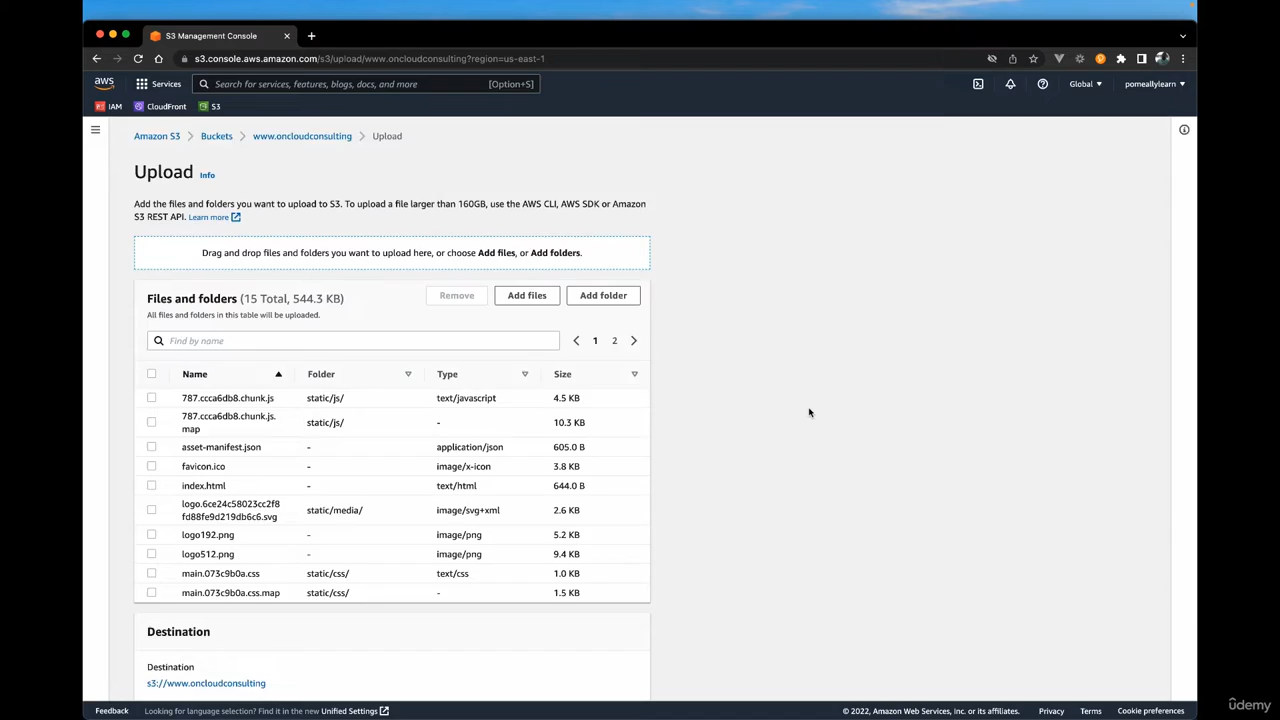 S3 Management Console
s3.console.aws.amazon.com/s3/upload/www.oncloudconsulting?region=us-east-1
aws
Services
Search for services, features, blogs, docs, and more
[Option+S]
Global
pomeallylearn
IAM
CloudFront
S3
Amazon S3
Buckets
www.oncloudconsulting
Upload
Upload
Info
Add the files and folders you want to upload to S3. To upload a file larger than 160GB, use the AWS CLI, AWS SDK or Amazon
S3 REST API. Learn more
Drag and drop files and folders you want to upload here, or choose Add files, or Add folders.
Files and folders (15 Total, 544.3 KB)
Remove
Add files
Add folder
All files and folders in this table will be uploaded.
Find by name
1
2
Name Folder Type Size
787.ccca6db8.chunk.js static/js/ text/javascript 4.5 KB
787.ccca6db8.chunk.js.
map static/js/ - 10.3 KB
asset-manifest.json - application/json 605.0 B
favicon.ico - image/x-icon 3.8 KB
index.html - text/html 644.0 B
logo.6ce24c58023cc2f8
fd88fe9d219db6c6.svg static/media/ image/svg+xml 2.6 KB
logo192.png - image/png 5.2 KB
logo512.png - image/png 9.4 KB
main.073c9b0a.css static/css/ text/css 1.0 KB
main.073c9b0a.css.map static/css/ - 1.5 KB
Destination
Destination
s3://www.oncloudconsulting
Feedback
Looking for language selection? Find it in the new Unified Settings
© 2022, Amazon Web Services, Inc. or its affiliates.
Privacy
Terms
Cookie preferences
ûdemy